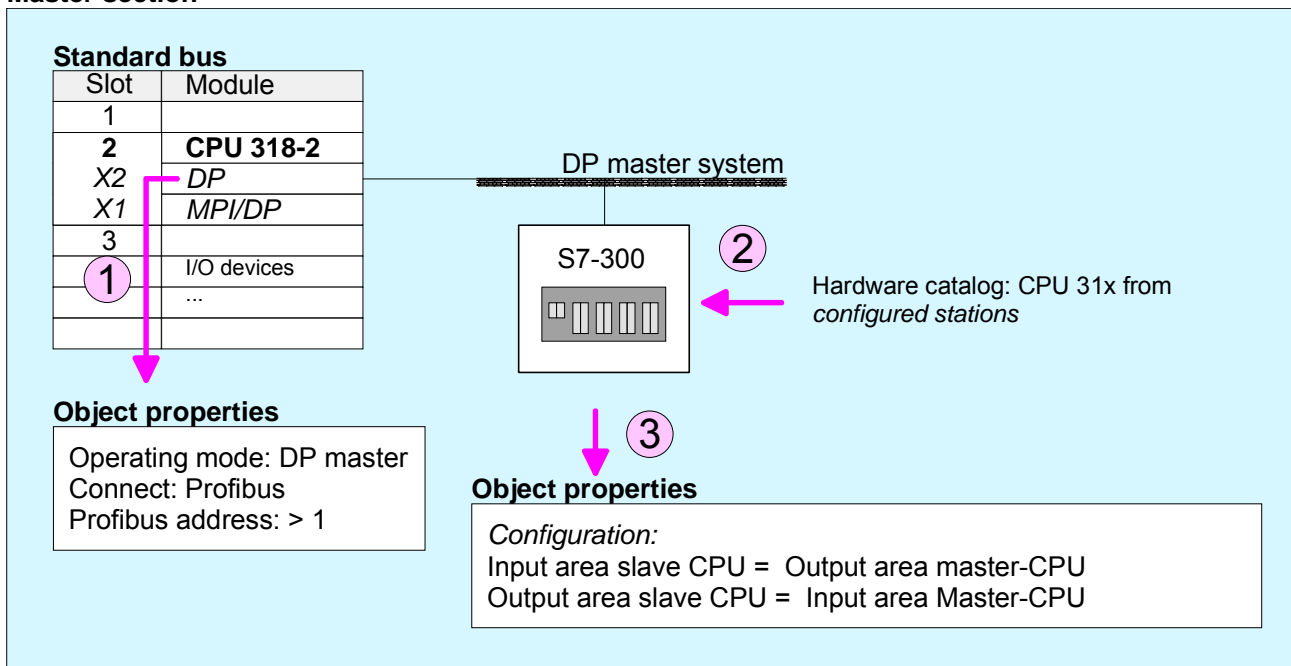 Master section
Standard bus
Slot Module
1
2 CPU 318-2
X2 DP
X1 MPI/DP
3
I/O devices
...
1
DP master system
S7-300
2
Hardware catalog: CPU 31x from
configured stations
Object properties
Operating mode: DP master
Connect: Profibus
Profibus address: > 1
3
Object properties
Configuration:
Input area slave CPU = Output area master-CPU
Output area slave CPU = Input area Master-CPU